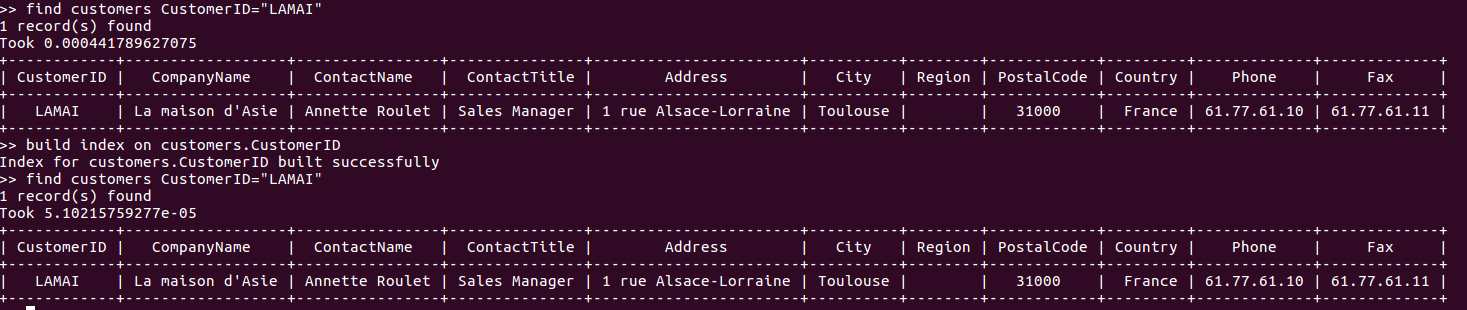 >> find customers CustomerID="LAMAI"
1 record(s) found
Took 0.000441789627075
+------------+------------------+----------------+---------------+------------------------+----------+--------+------------+---------+-------------+-------------+
| CustomerID |   CompanyName    |  ContactName   |  ContactTitle |        Address         |   City   | Region | PostalCode | Country |    Phone    |     Fax     |
+------------+------------------+----------------+---------------+------------------------+----------+--------+------------+---------+-------------+-------------+
|   LAMAI    | La maison d'Asie | Annette Roulet | Sales Manager | 1 rue Alsace-Lorraine | Toulouse |        |   31000    |  France | 61.77.61.10 | 61.77.61.11 |
+------------+------------------+----------------+---------------+------------------------+----------+--------+------------+---------+-------------+-------------+
>> build index on customers.CustomerID
Index for customers.CustomerID built successfully
>> find customers CustomerID="LAMAI"
1 record(s) found
Took 5.10215759277e-05
+------------+------------------+----------------+---------------+------------------------+----------+--------+------------+---------+-------------+-------------+
| CustomerID |   CompanyName    |  ContactName   |  ContactTitle |        Address         |   City   | Region | PostalCode | Country |    Phone    |     Fax     |
+------------+------------------+----------------+---------------+------------------------+----------+--------+------------+---------+-------------+-------------+
|   LAMAI    | La maison d'Asie | Annette Roulet | Sales Manager | 1 rue Alsace-Lorraine | Toulouse |        |   31000    |  France | 61.77.61.10 | 61.77.61.11 |
+------------+------------------+----------------+---------------+------------------------+----------+--------+------------+---------+-------------+-------------+